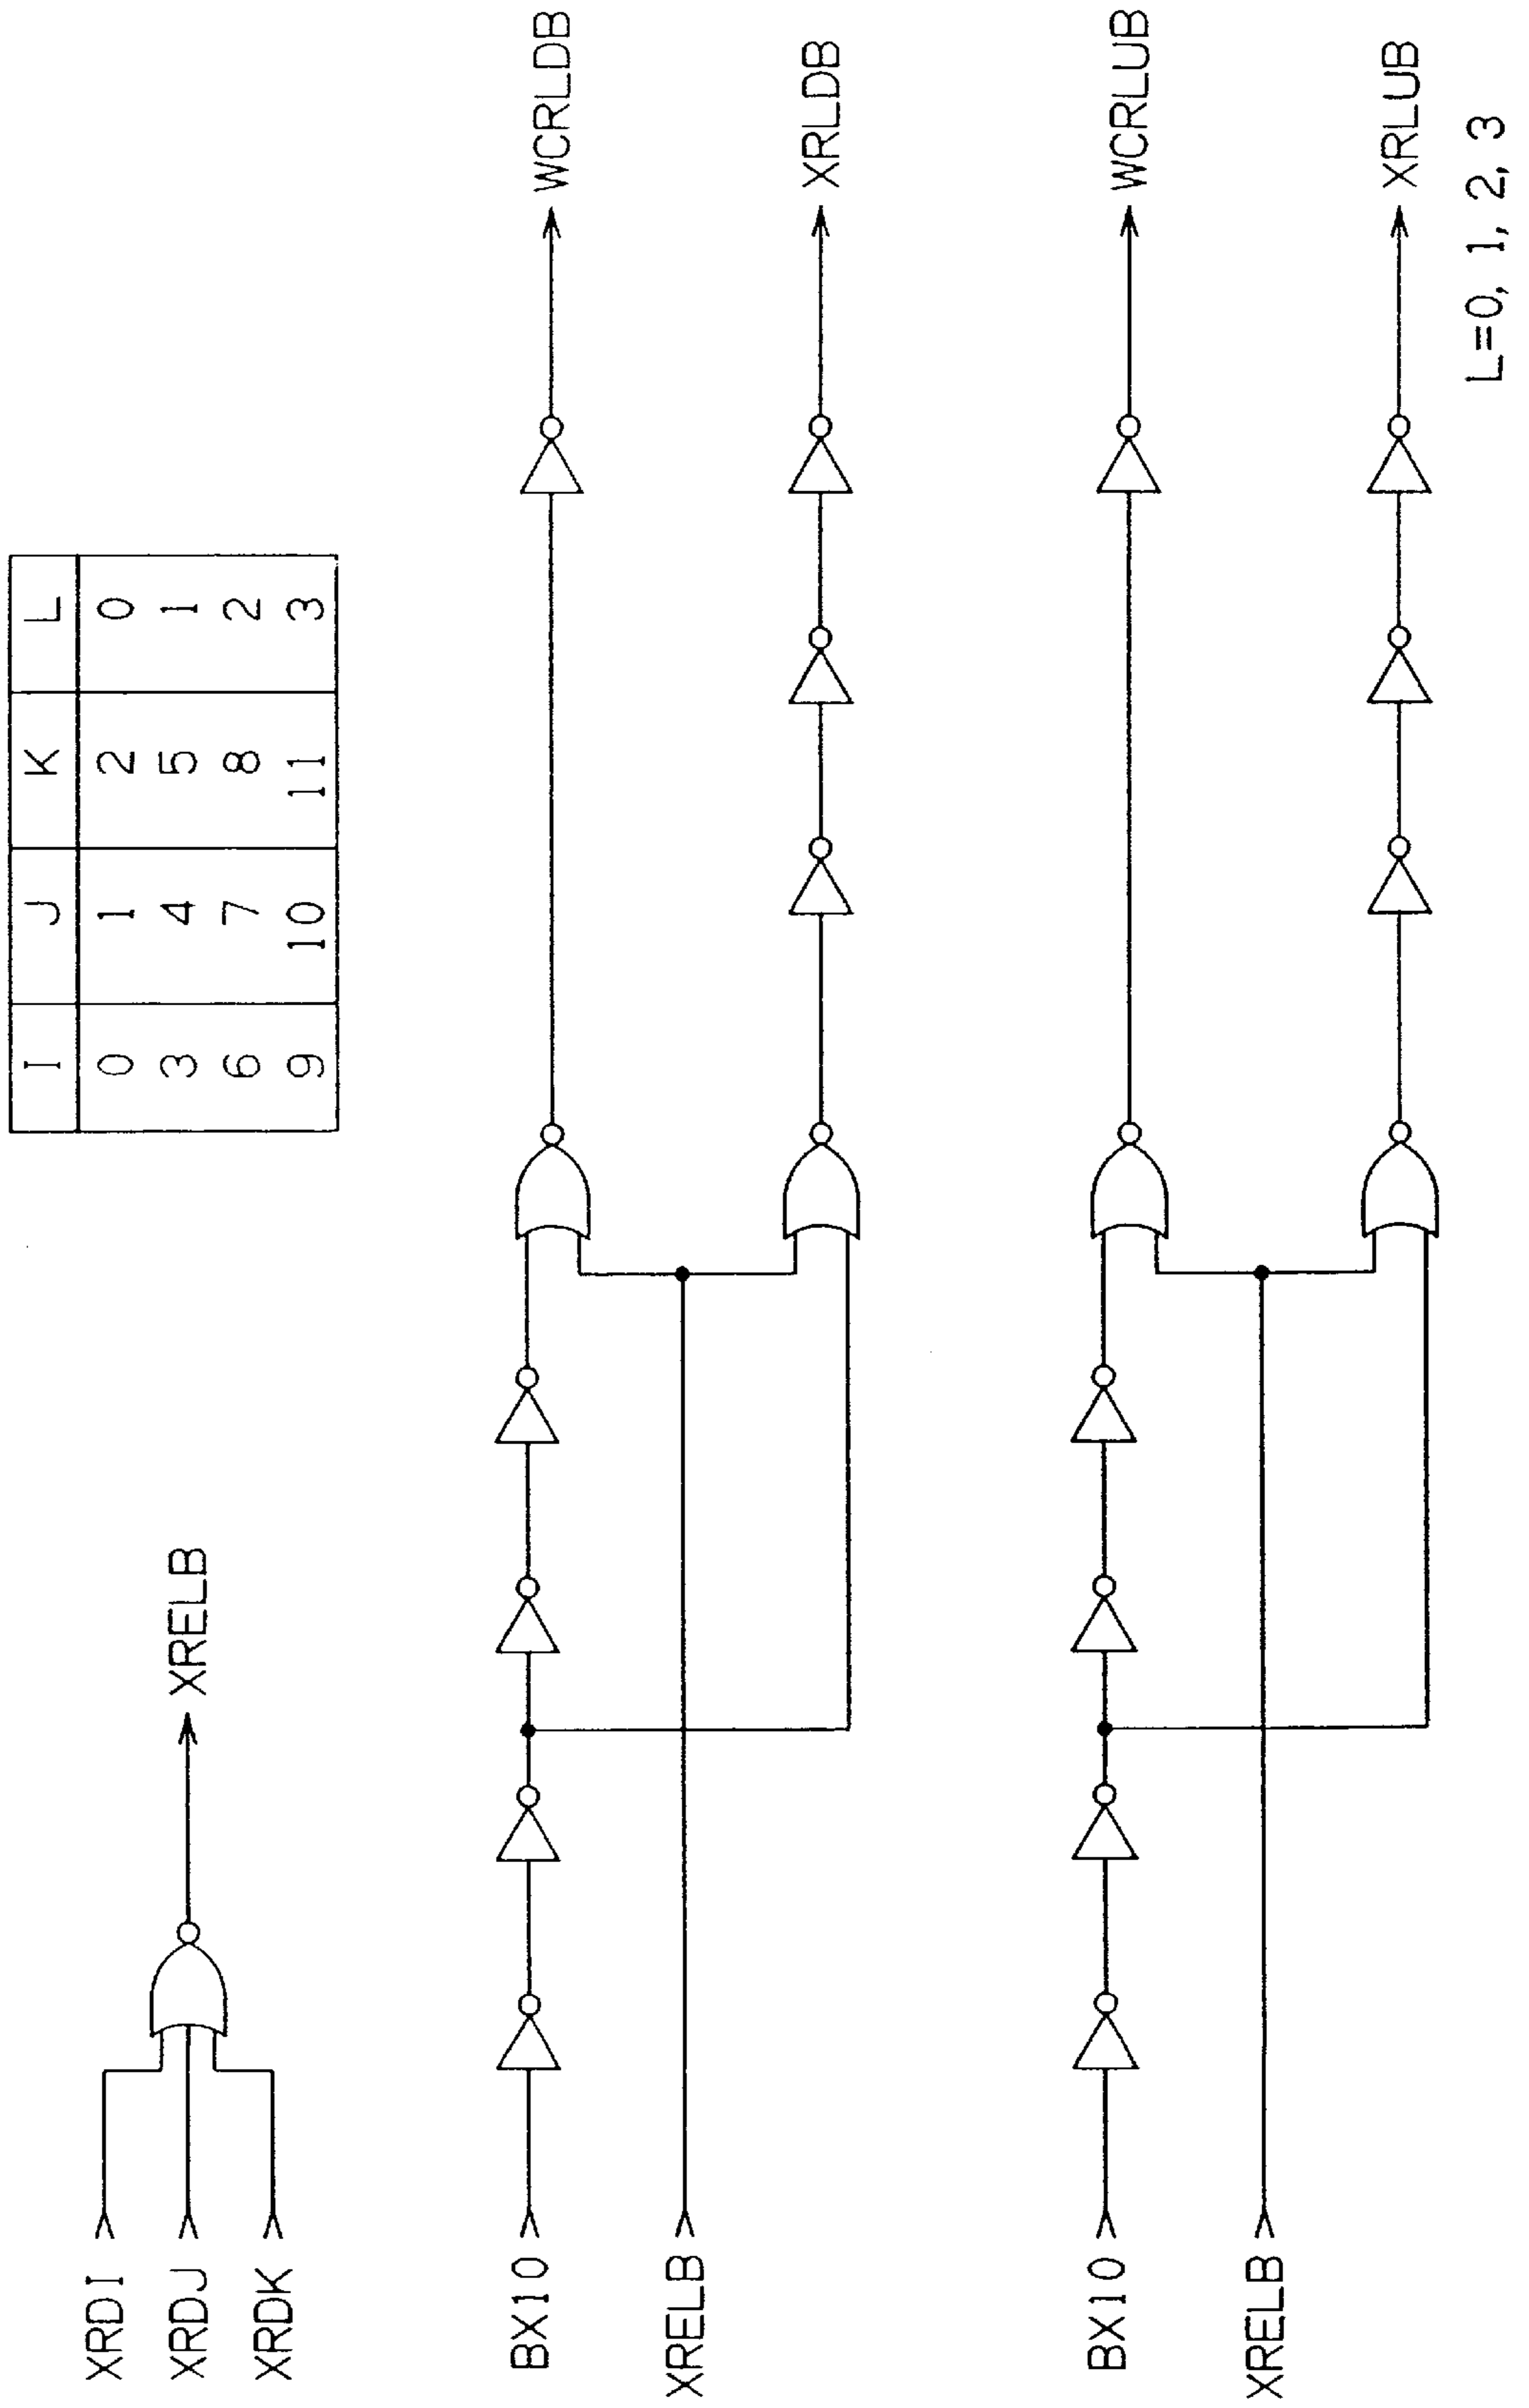 XRDI
XRDJ
XRDK
XRELB
I J K L
0 1 2 0
3 4 5 1
6 7 8 2
9 10 11 3
BX10
XRELB
WCRLDB
XRLDB
BX10
XRELB
WCRLUB
XRLUB
L=0, 1, 2, 3